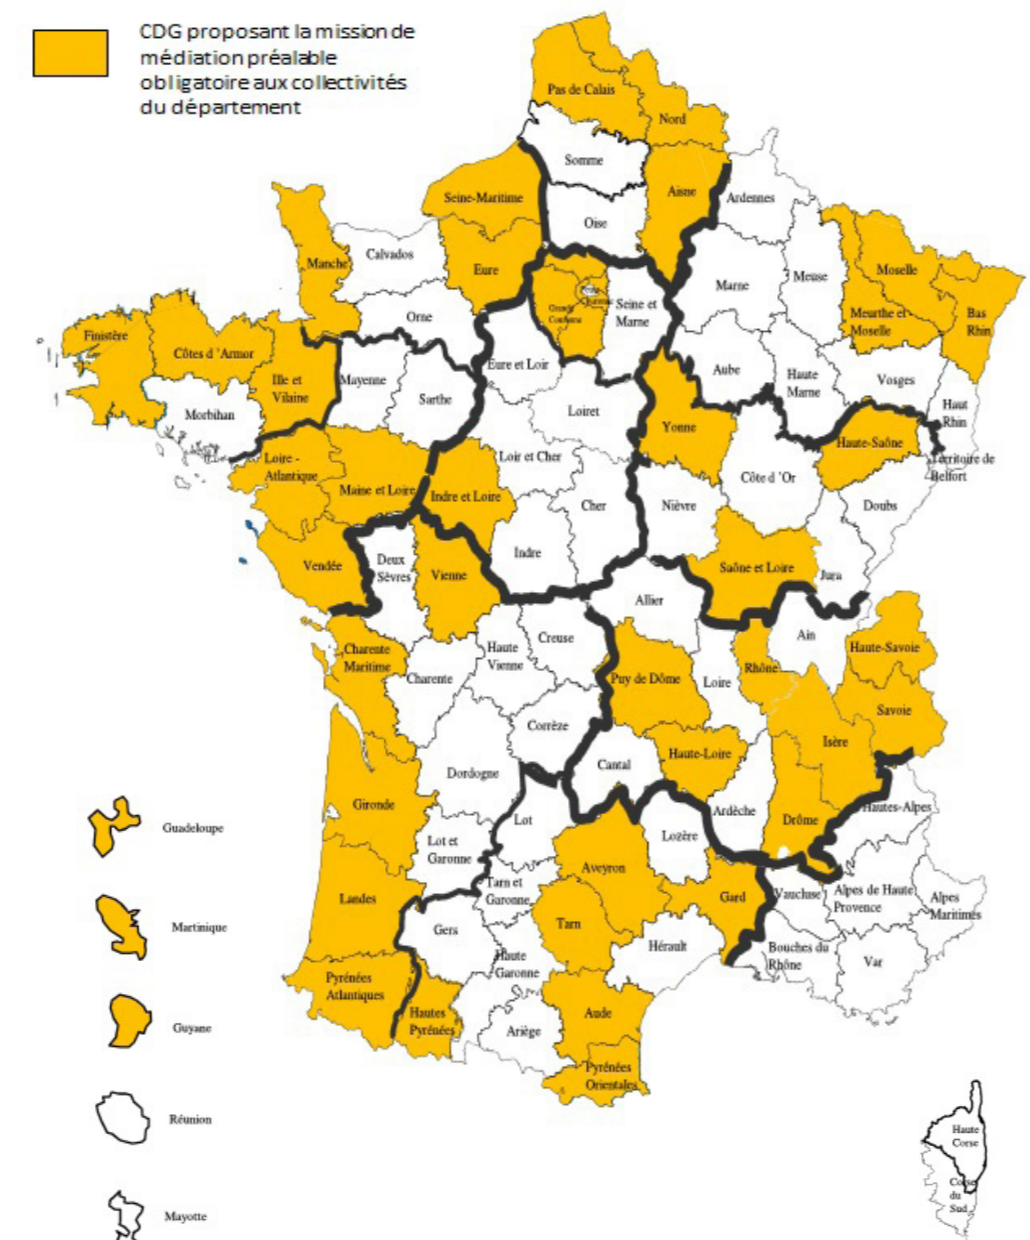 CDG proposant la mission de
médiation préalable
obligatoire aux collectivités
du département
Pas de Calais
Nord
Somme
Aisne
Ardennes
Seine-Maritime
Oise
Calvados
Manche
Eure
Moselle
Meuse
Marne
Seine et
Marne
Orne
Meurthe et
Moselle
Bas
Rhin
Finistère
Côtes d 'Armor
Eure et Loir
Aube
Haute
Marne
Vosges
Ille et
Vilaine
Mayenne
Sarthe
Morbihan
Loiret
Haut
Rhin
Yonne
Haute-Saône
Territoire de
Belfort
Loire -
Atlantique
Loir et Cher
Maine et Loire
Indre et Loire
Côte d 'Or
Cher
Nièvre
Doubs
Vendée
Deux
Sèvres
Vienne
Indre
Saône et Loire
Jura
Allier
Ain
Creuse
Haute
Vienne
Charente
Maritime
Charente
Haute-Savoie
Puy de Dôme
Loire
Rhône
Savoie
Corrèze
Isère
Haute-Loire
Cantal
Dordogne
Gironde
Ardèche
Drôme
Hautes-Alpes
Lot
Lot et
Garonne
Lozère
Aveyron
Tarn et
Garonne
Landes
Gard
Vaucluse
Alpes de Haute
Provence
Alpes
Maritimes
Tarn
Gers
Hérault
Haute
Garonne
Bouches du
Rhône
Var
Pyrénées
Atlantiques
Hautes
Pyrénées
Ariège
Aude
Pyrénées
Orientales
Guadeloupe
Martinique
Guyane
Réunion
Mayotte
Haute
Corse
Corse
du
Sud